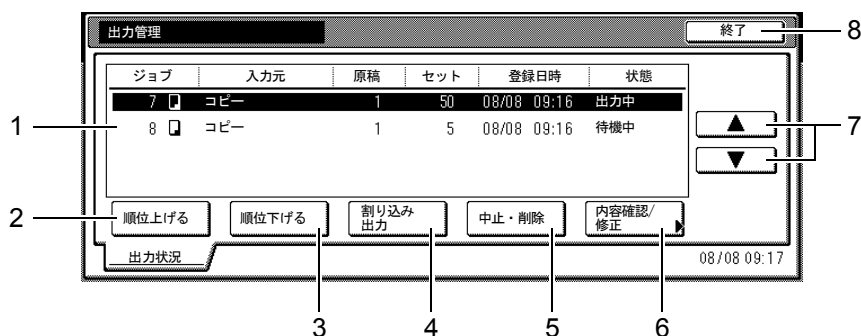 出力管理
終了
8
ジョブ 入力元 原稿 セット 登録日時 状態
7 コピー 1 50 08/08 09:16 出力中
8 コピー 1 5 08/08 09:16 待機中
1
7
2
順位上げる
順位下げる
割り込み
出力
中止・削除
内容確認/
修正
出力状況
08/08 09:17
3
4
5
6